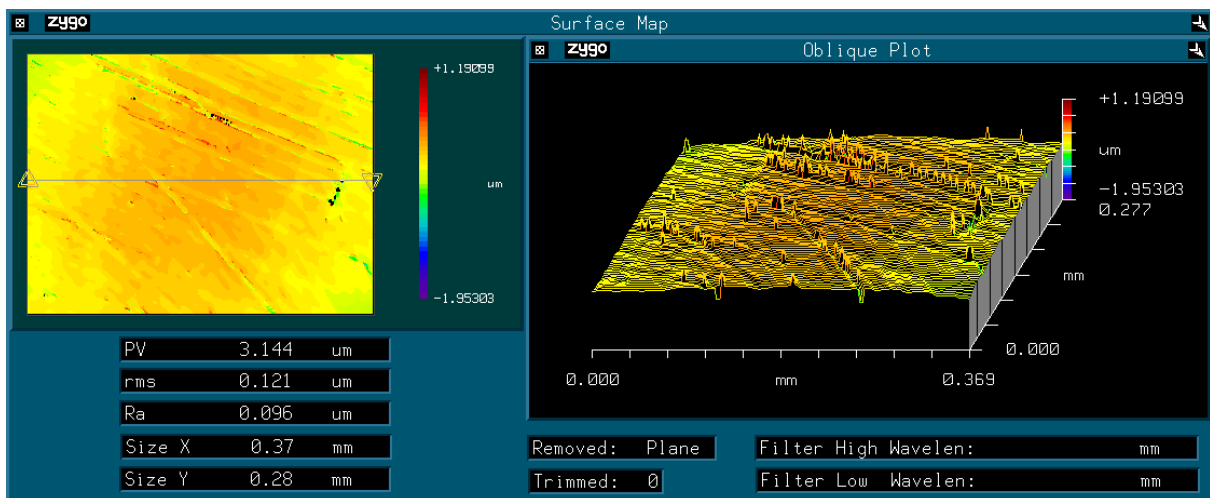 zygo Surface Map
+1.19099
um
-1.95303
PV 3.144 um
rms 0.121 um
Ra 0.096 um
Size X 0.37 mm
Size Y 0.28 mm
zygo Oblique Plot
+1.19099
um
-1.95303
0.277
mm
0.000
0.000 mm 0.369
Removed: Plane
Trimmed: 0
Filter High Wavelen: mm
Filter Low Wavelen: mm